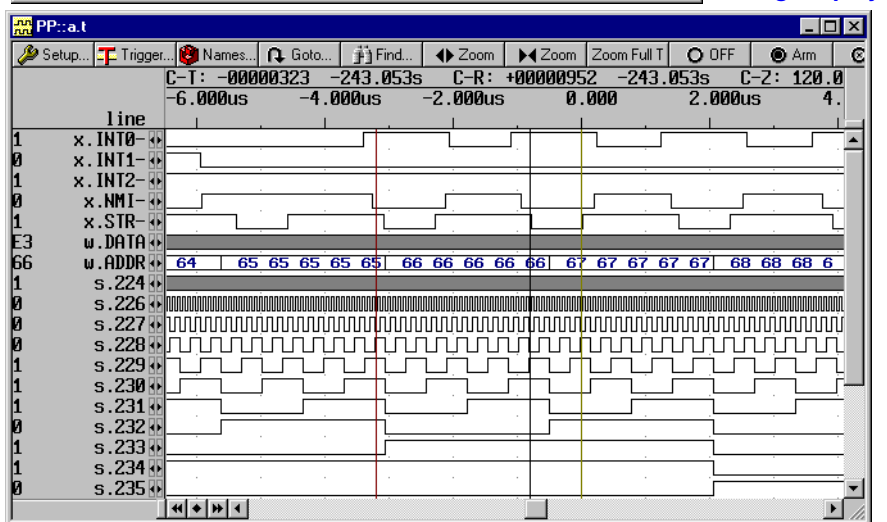 PP::a.t
Setup... Trigger... Names... Goto... Find... Zoom Zoom Zoom Full T OFF Arm
C-T: -00000323 -243.053s C-R: +00000952 -243.053s C-Z: 120.0
-6.000us -4.000us -2.000us 0.000 2.000us 4.
line
1 x.INT0-
0 x.INT1-
1 x.INT2-
0 x.NMI-
1 x.STR-
E3 w.DATA
66 w.ADDR 64 65 65 65 65 65 66 66 66 66 66 67 67 67 67 67 68 68 68 6
1 s.224
0 s.226
0 s.227
0 s.228
1 s.229
1 s.230
1 s.231
0 s.232
1 s.233
1 s.234
0 s.235